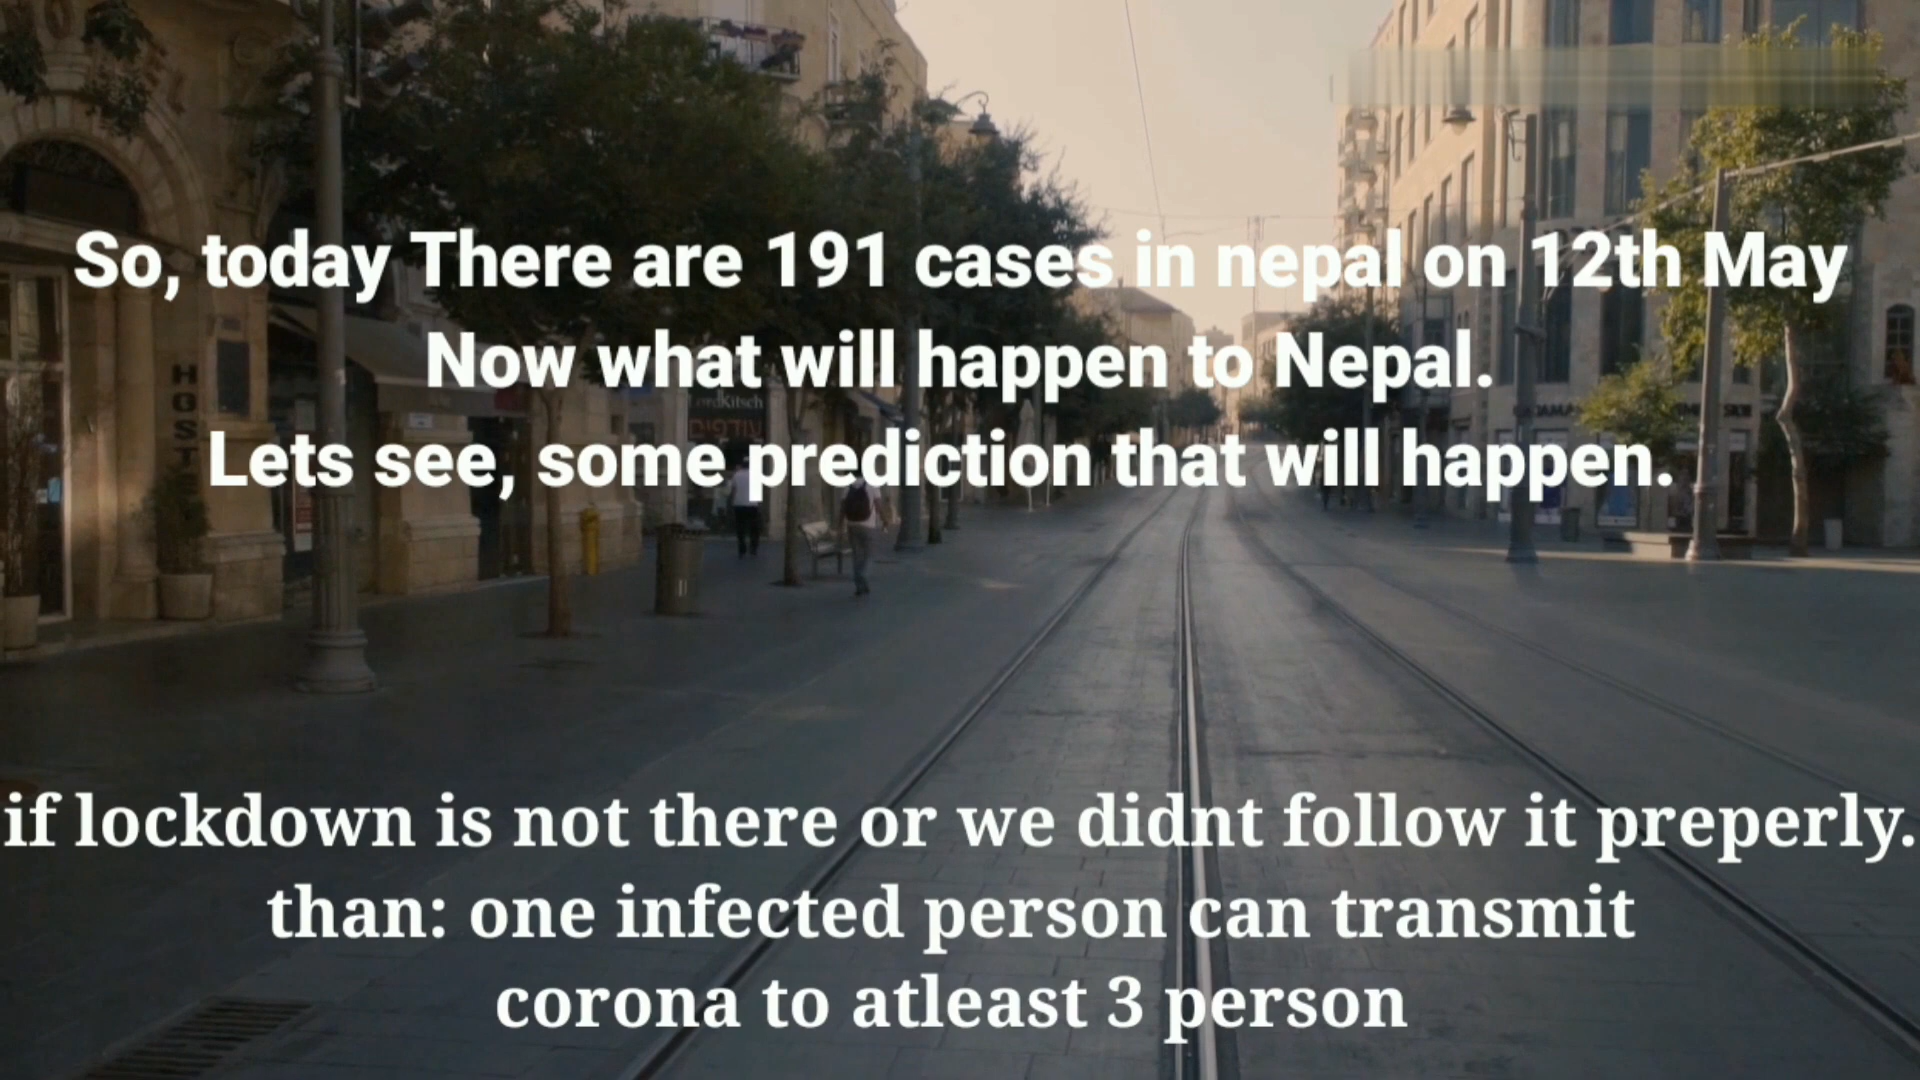 So, today There are 191 cases in nepal on 12th May
Now what will happen to Nepal.
Lets see, some prediction that will happen.
HOST
LordKitsch
if lockdown is not there or we didnt follow it preperly.
than: one infected person can transmit
corona to atleast 3 person